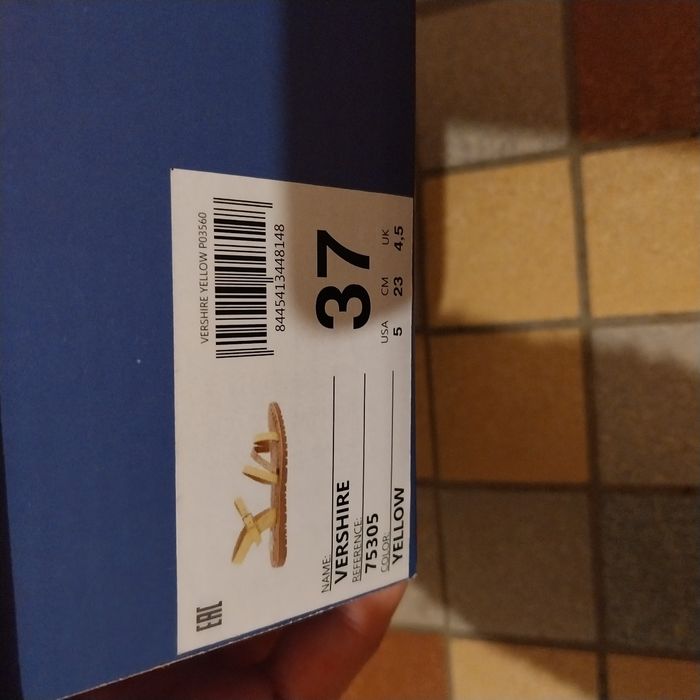 VERSHIRE YELLOW P03560
8445413448148
37
USA CM UK
5 23 4,5
EAC
NAME:
VERSHIRE
REFERENCE:
75305
COLOR:
YELLOW